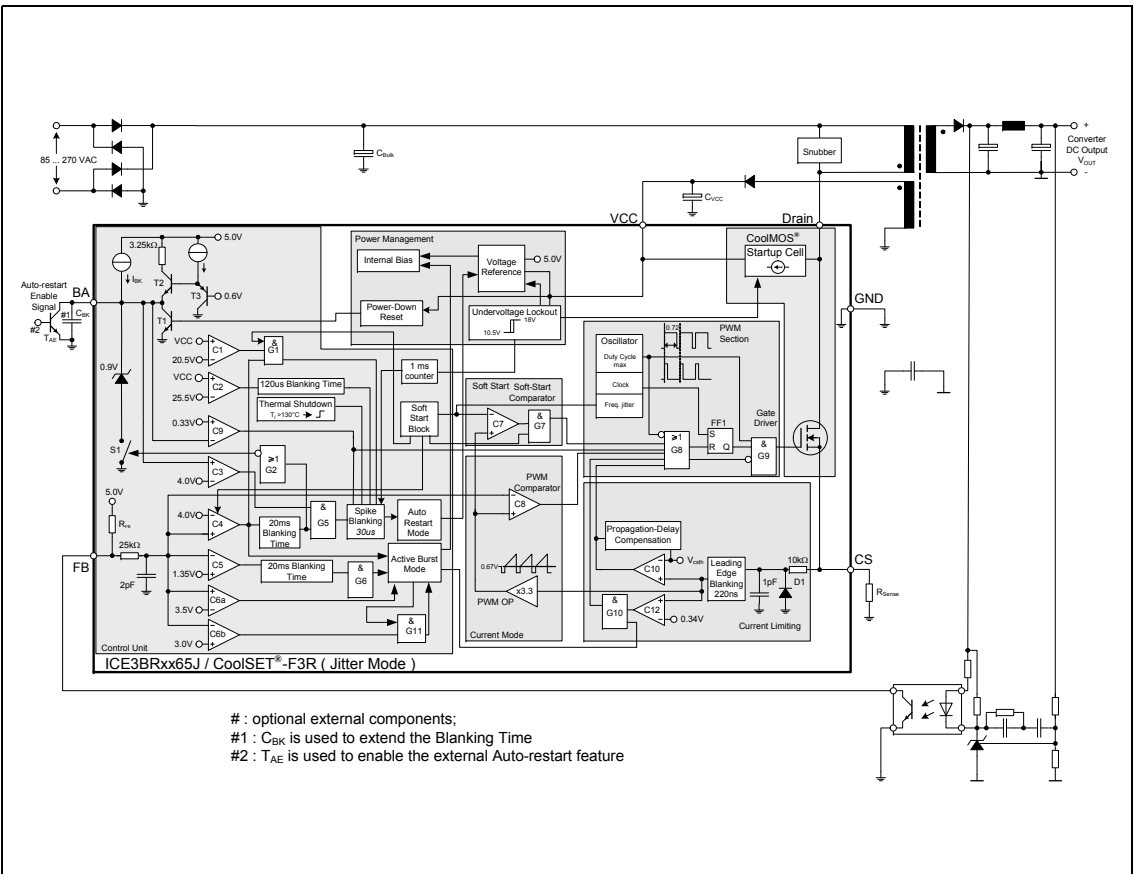 85 ... 270 VAC
CBulk
Snubber
+
Converter
DC Output
VOUT
-
CVCC
VCC
Drain
CoolMOS®
Startup Cell
3.25kΩ
5.0V
IBK
T2
T3
0.6V
T1
Power Management
Internal Bias
Voltage
Reference
5.0V
Power-Down
Reset
Undervoltage Lockout
18V
10.5V
Auto-restart
Enable
Signal
BA
#1
CBK
#2
TAE
GND
0.9V
S1
VCC
20.5V
C1
&
G1
VCC
25.5V
C2
120us Blanking Time
Thermal Shutdown
Tj >130°C
0.33V
C9
≥1
G2
C3
4.0V
1 ms
counter
Soft
Start
Block
Soft Start
Soft-Start
Comparator
C7
&
G7
Oscillator
Duty Cycle
max
Clock
Freq. jitter
0.72
PWM
Section
≥1
G8
FF1
S
R
Q
Gate
Driver
&
G9
5.0V
RFB
25kΩ
FB
2pF
4.0V
C4
20ms
Blanking
Time
&
G5
Spike
Blanking
30us
Auto
Restart
Mode
C5
1.35V
20ms Blanking
Time
&
G6
Active Burst
Mode
C6a
3.5V
C6b
3.0V
&
G11
Control Unit
PWM
Comparator
C8
0.67V
x3.3
PWM OP
Current Mode
Propagation-Delay
Compensation
Vcsth
C10
Leading
Edge
Blanking
220ns
10kΩ
1pF
D1
CS
RSense
&
G10
C12
0.34V
Current Limiting
ICE3BRxx65J / CoolSET®-F3R ( Jitter Mode )
# : optional external components;
#1 : CBK is used to extend the Blanking Time
#2 : TAE is used to enable the external Auto-restart feature